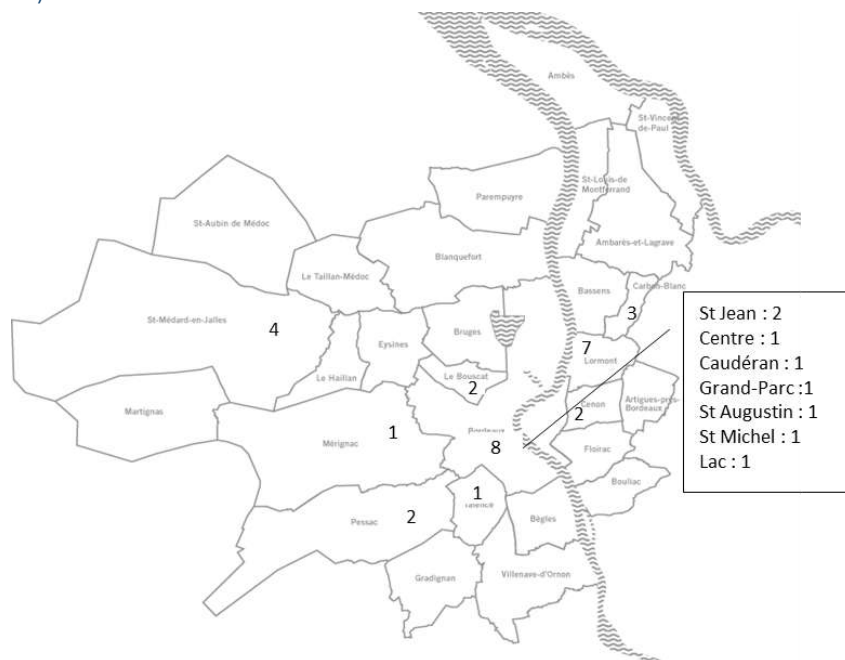 Ambès
St-Vincent-
de-Paul
St-Louis-de
Montferrand
Parempuyre
St-Aubin de Médoc
Ambarès-et-Lagrave
Blanquefort
Le Taillan-Médoc
Bassens
Carbon-Blanc
3
St-Médard-en-Jalles
4
Bruges
Eysines
7
Lormont
Le Haillan
Le Bouscat
2
Martignas
Cenon
2
Artigues-près-
Bordeaux
Mérignac
1
Bordeaux
8
Floirac
Bouliac
1
Talence
Pessac
2
Bègles
Gradignan
Villenave-d'Ornon
St Jean : 2
Centre : 1
Caudéran : 1
Grand-Parc :1
St Augustin : 1
St Michel : 1
Lac : 1